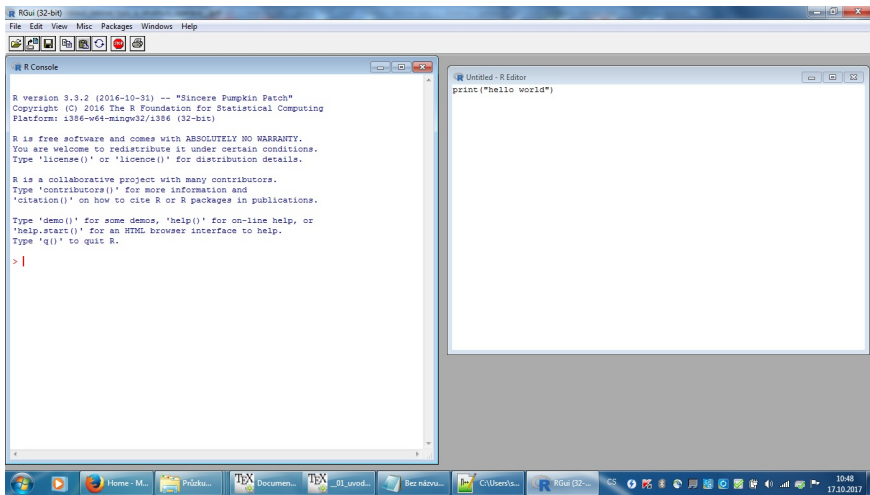 RGui (32-bit)
File Edit View Misc Packages Windows Help
R Console
R version 3.3.2 (2016-10-31) -- "Sincere Pumpkin Patch"
Copyright (C) 2016 The R Foundation for Statistical Computing
Platform: i386-w64-mingw32/i386 (32-bit)
R is free software and comes with ABSOLUTELY NO WARRANTY.
You are welcome to redistribute it under certain conditions.
Type 'license()' or 'licence()' for distribution details.
R is a collaborative project with many contributors.
Type 'contributors()' for more information and
'citation()' on how to cite R or R packages in publications.
Type 'demo()' for some demos, 'help()' for on-line help, or
'help.start()' for an HTML browser interface to help.
Type 'q()' to quit R.
>
Untitled - R Editor
print("hello world")
Home - M...
Průzku...
TEX Documen...
TEX _01_uvod...
Bez názvu...
C:\Users\s...
RGui (32-...
CS
10:48
17.10.2017